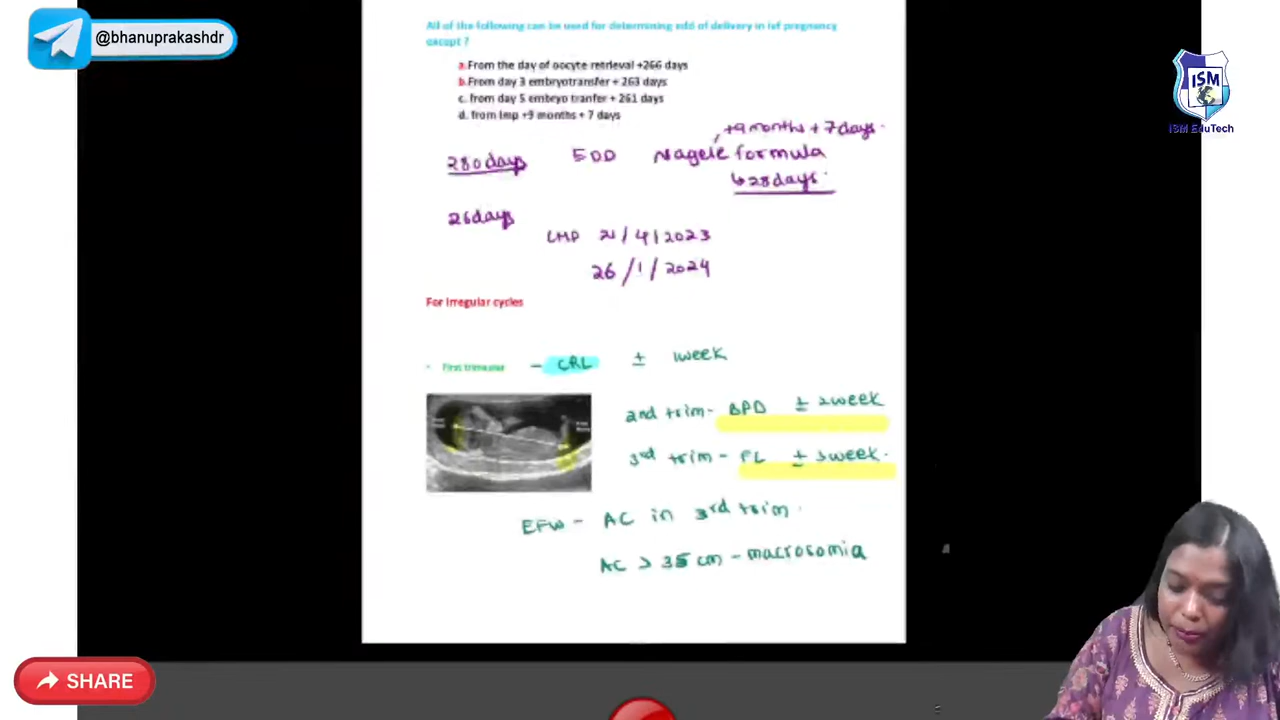 @bhanuprakashdr
ISM
ISM EduTech
All of the following can be used for determining edd of delivery in ivf pregnancy
except ?
a.From the day of oocyte retrieval +266 days
b.From day 3 embryotransfer + 263 days
c. from day 5 embryo tranfer + 261 days
d. from lmp +9 months + 7 days
+9 months + 7 days.
280 days EDD Nagele formula
↳28 days.
26 days
LMP 21/4/2023
26/1/2024
For irregular cycles
- First trimester - CRL ± 1 week
2nd trim- BPD ± 2 week
3rd trim - FL ± 3 week.
EFW - AC in 3rd trim.
AC > 35 cm - macrosomia
SHARE